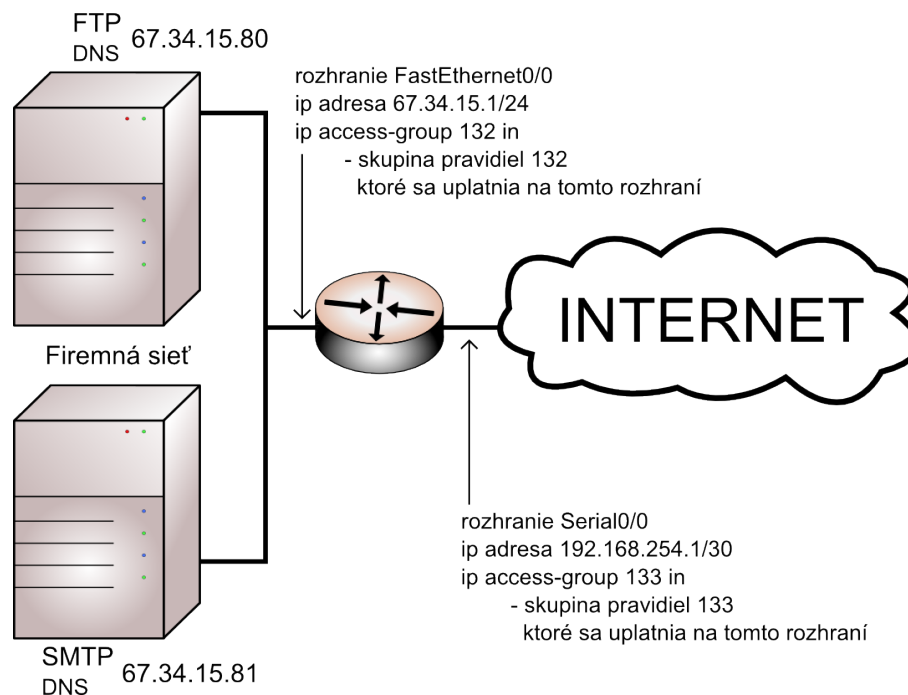 FTP
DNS
67.34.15.80
rozhranie FastEthernet0/0
ip adresa 67.34.15.1/24
ip access-group 132 in
- skupina pravidiel 132
ktoré sa uplatnia na tomto rozhraní
INTERNET
Firemná sieť
rozhranie Serial0/0
ip adresa 192.168.254.1/30
ip access-group 133 in
- skupina pravidiel 133
ktoré sa uplatnia na tomto rozhraní
SMTP
DNS
67.34.15.81